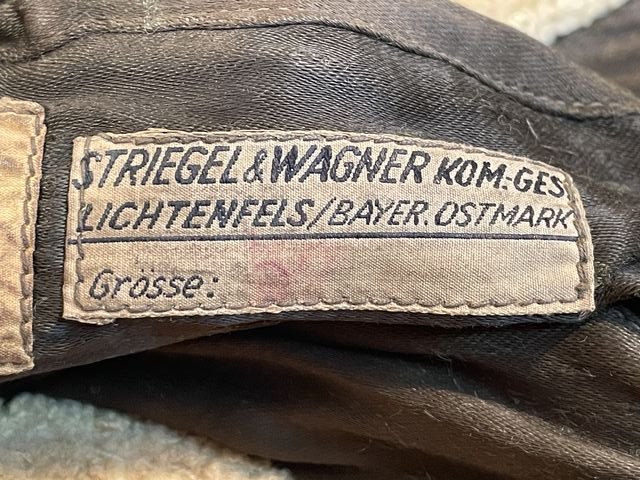 STRIEGEL & WAGNER KOM.-GES
LICHTENFELS/BAYER. OSTMARK
Grösse: